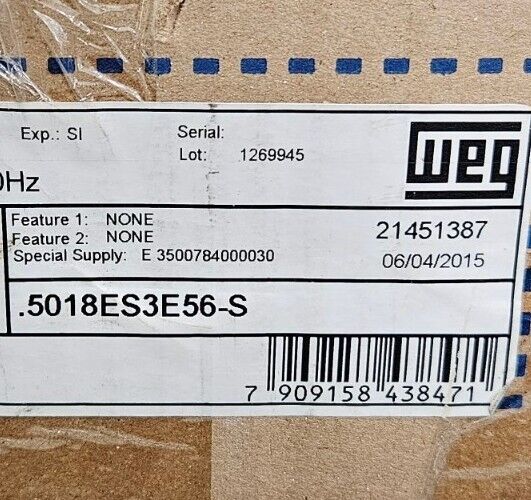 Exp.: SI Serial:
Lot: 1269945
weg
0Hz
Feature 1: NONE
Feature 2: NONE
Special Supply: E 3500784000030
21451387
06/04/2015
.5018ES3E56-S
7 909158 438471